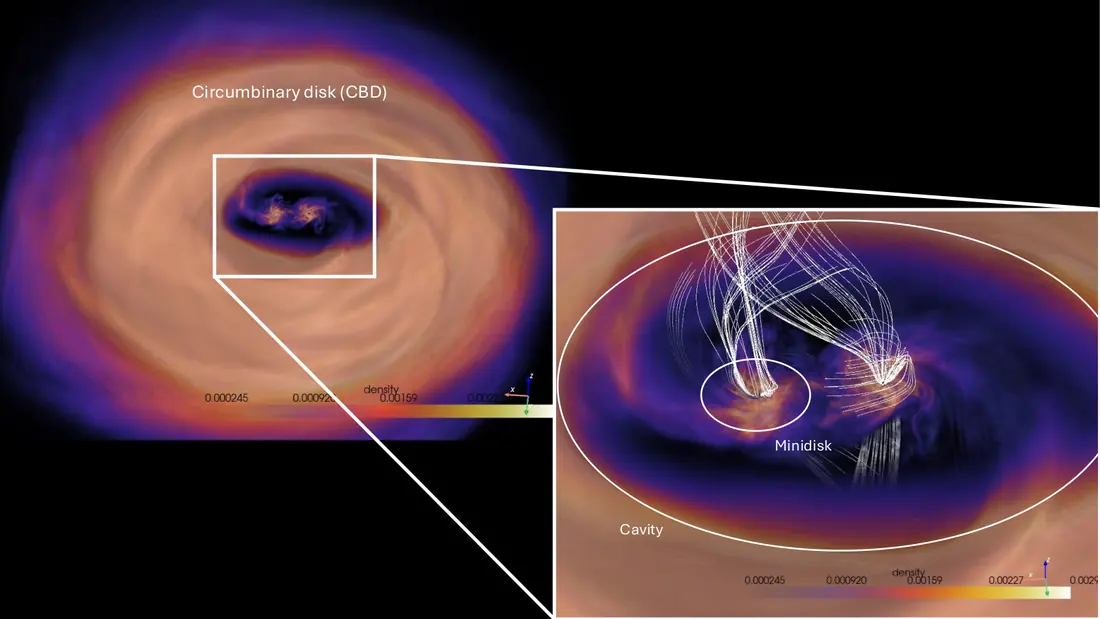 Circumbinary disk (CBD)
density
0.000245 0.00159
x
z
Minidisk
Cavity
density
0.000245 0.000920 0.00159 0.00227
x
z